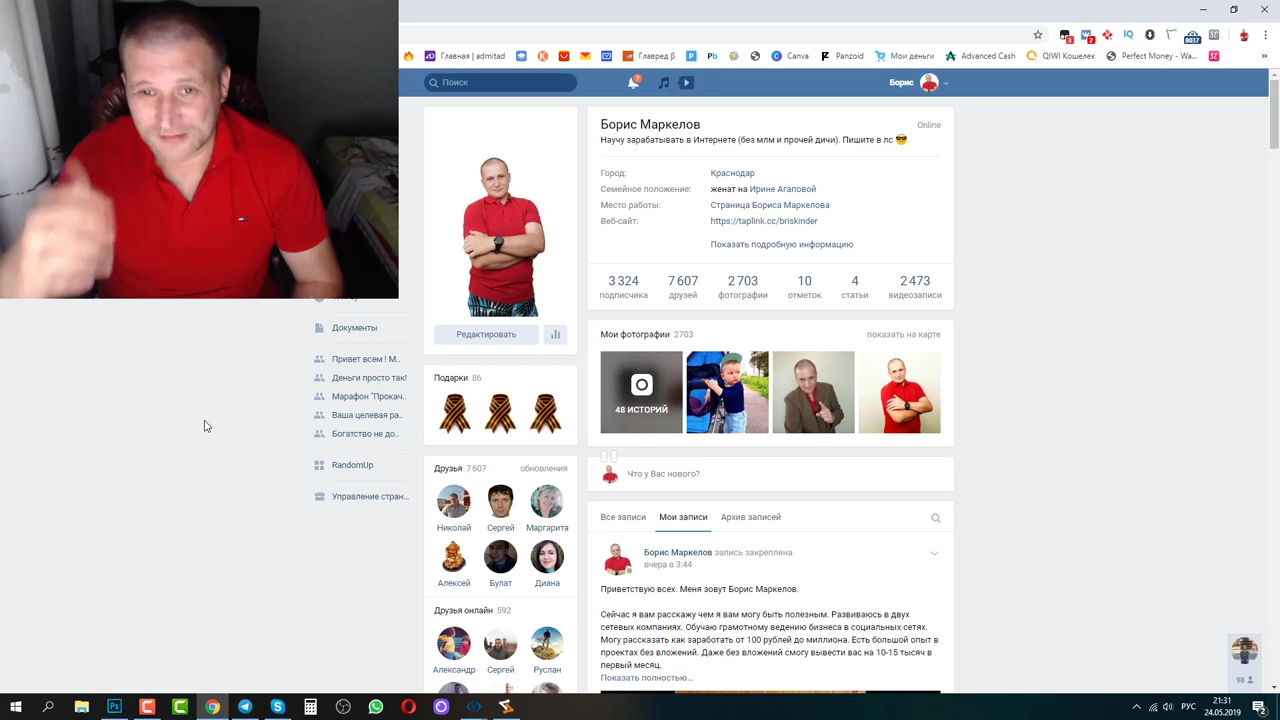 1
2
8037
Главная | admitad
Главред β
Canva
Panzoid
Мои деньги
Advanced Cash
QIWI Кошелек
Perfect Money - Wa...
»
Поиск
Борис
Борис Маркелов
Online
Научу зарабатывать в Интернете (без млм и прочей дичи). Пишите в лс
Город: Краснодар
Семейное положение: женат на Ирине Агаповой
Место работы: Страница Бориса Маркелова
Веб-сайт: https://taplink.cc/briskinder
Показать подробную информацию
3 324 7 607 2 703 10 4 2 473
подписчика друзей фотографии отметок статьи видеозаписи
Редактировать
Документы
Привет всем ! М..
Деньги просто так!
Марафон "Прокач..
Ваша целевая ра..
Богатство не до..
RandomUp
Управление стран...
Подарки 86
Друзья 7 607 обновления
Николай Сергей Маргарита
Алексей Булат Диана
Друзья онлайн 592
Александр Сергей Руслан
Мои фотографии 2703 показать на карте
48 ИСТОРИЙ
Что у Вас нового?
Все записи Мои записи Архив записей
Борис Маркелов запись закреплена
вчера в 3:44
Приветствую всех. Меня зовут Борис Маркелов.
Сейчас я вам расскажу чем я вам могу быть полезным. Развиваюсь в двух
сетевых компаниях. Обучаю грамотному ведению бизнеса в социальных сетях.
Могу рассказать как заработать от 100 рублей до миллиона. Есть большой опыт в
проектах без вложений. Даже без вложений смогу вывести вас на 10-15 тысяч в
первый месяц.
Показать полностью…
98
РУС
21:31
24.05.2019
2